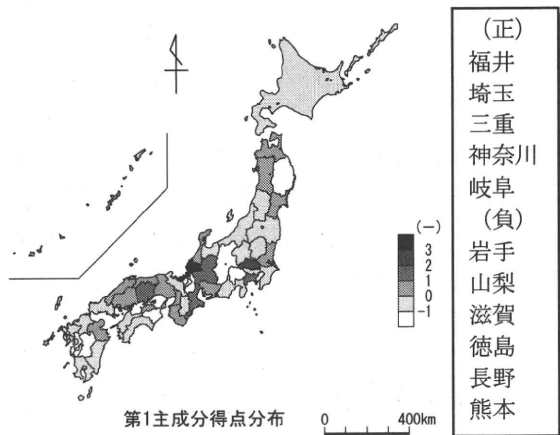 (一)
3
2
1
0
-1
第1主成分得点分布
0
400km
(正)
福井
埼玉
三重
神奈川
岐阜
(負)
岩手
山梨
滋賀
徳島
長野
熊本